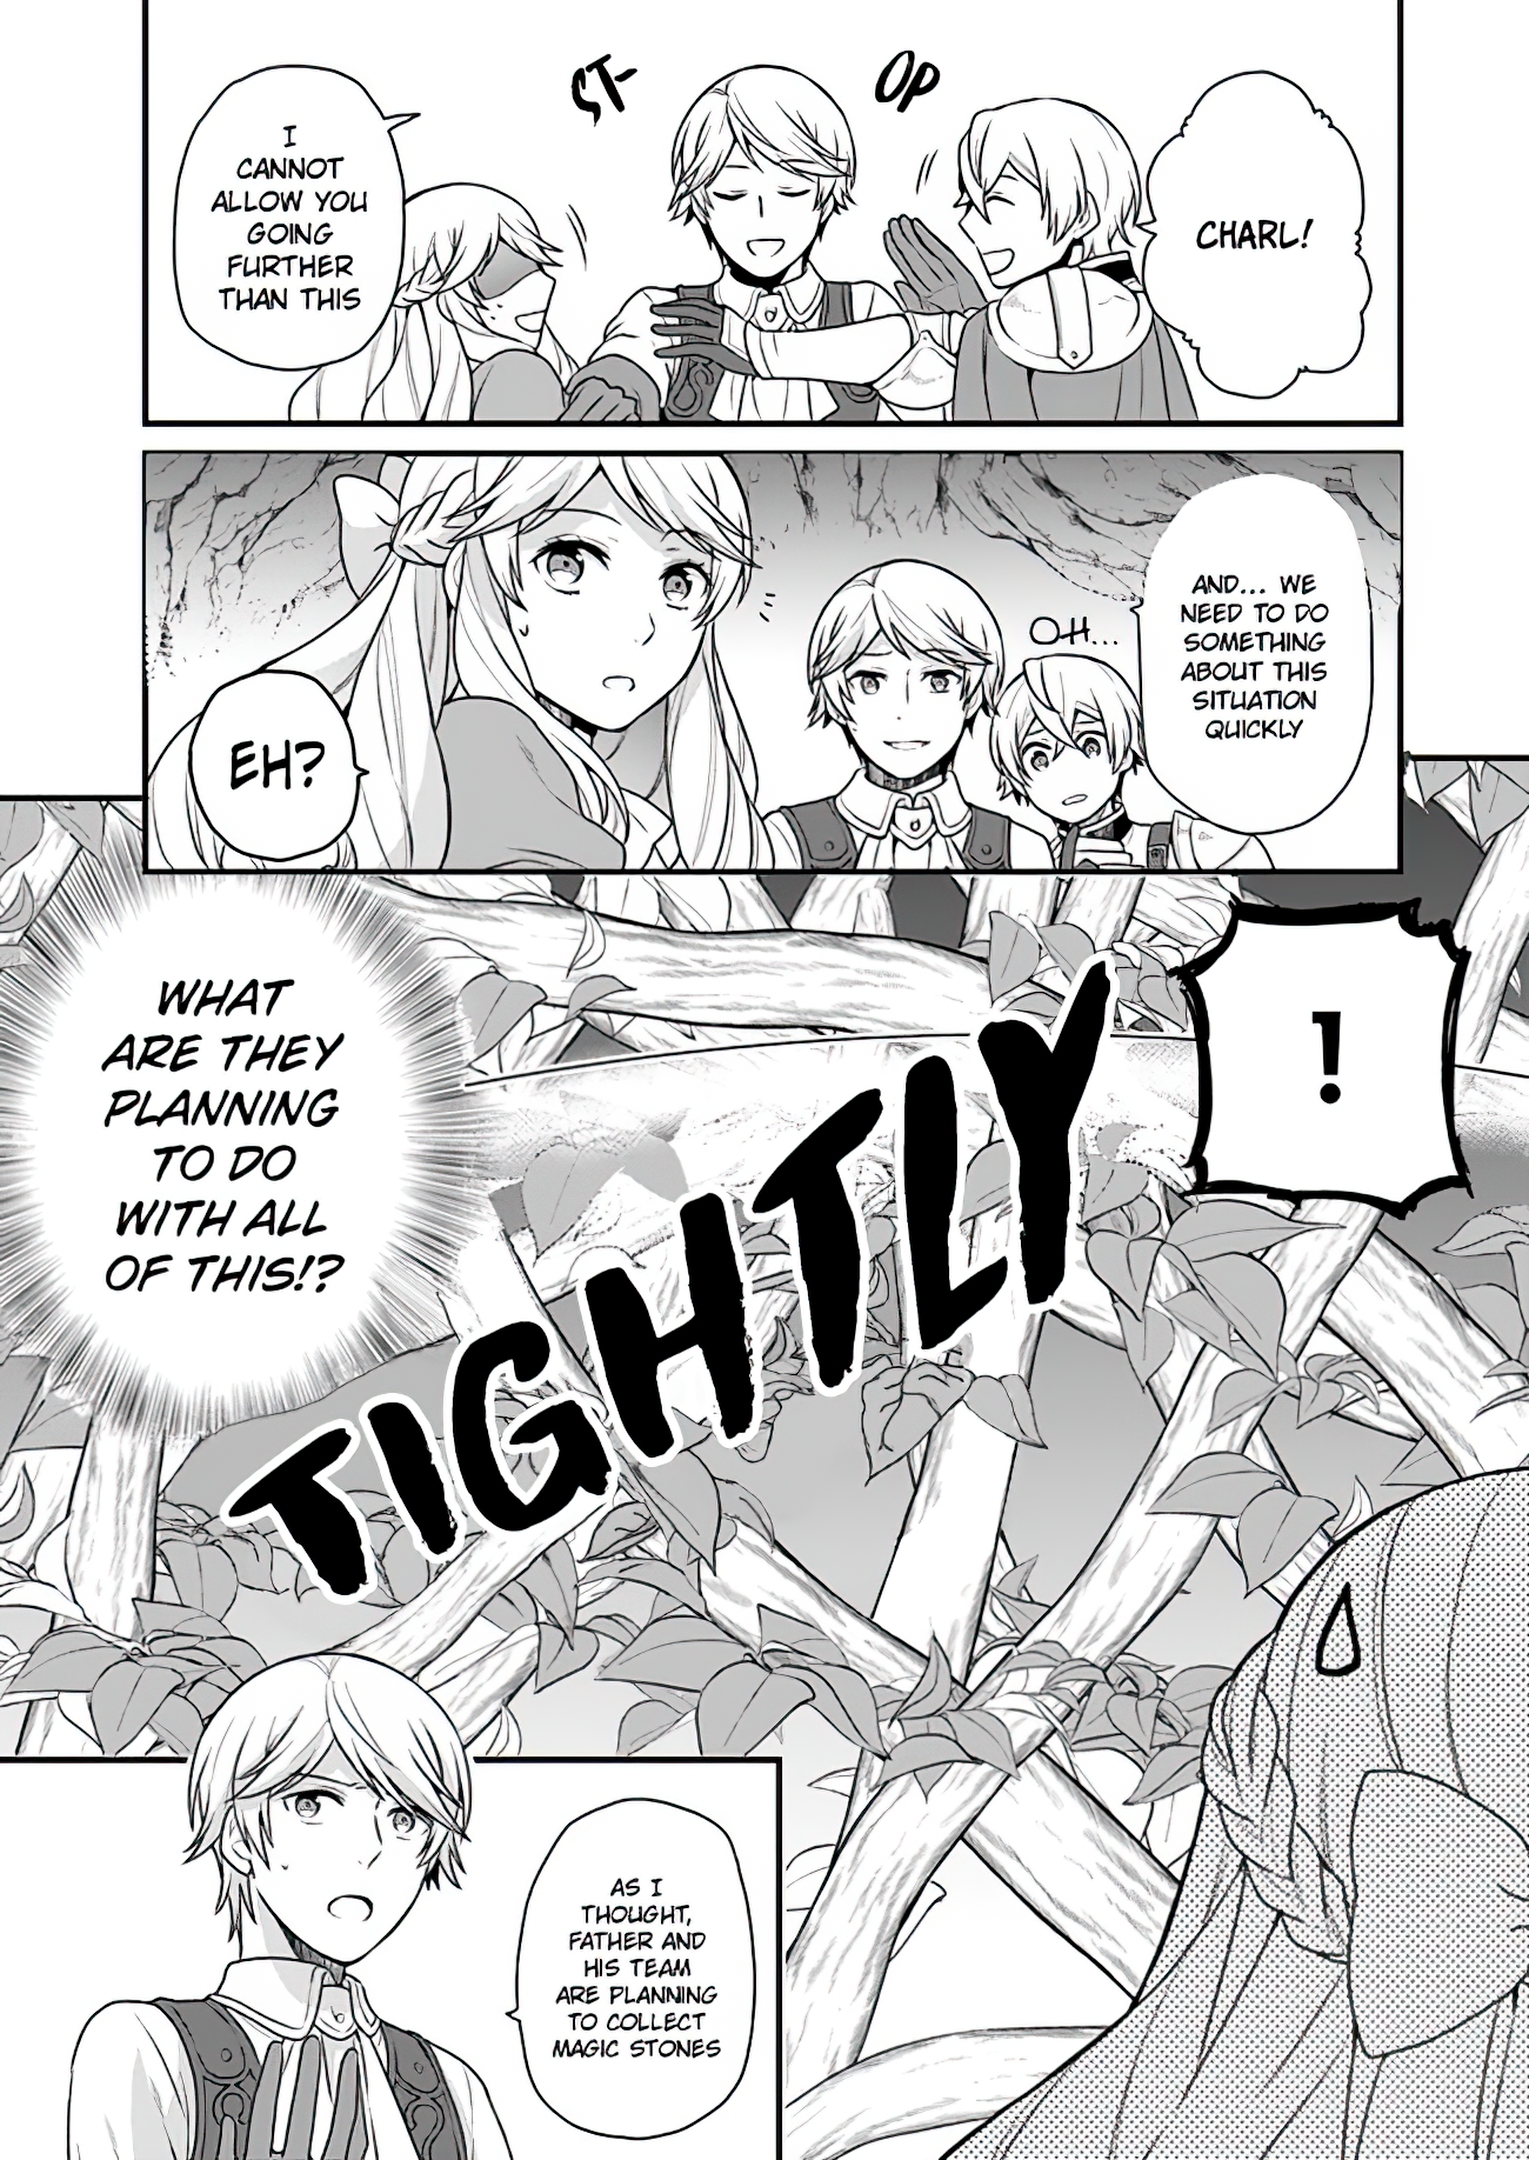 CHARL!
ST-
OP
I
CANNOT
ALLOW YOU
GOING
FURTHER
THAN THIS
AND... WE
NEED TO DO
SOMETHING
ABOUT THIS
SITUATION
QUICKLY
OH...
EH?
!
WHAT
ARE THEY
PLANNING
TO DO
WITH ALL
OF THIS!?
TIGHTLY
AS I
THOUGHT,
FATHER AND
HIS TEAM
ARE PLANNING
TO COLLECT
MAGIC STONES